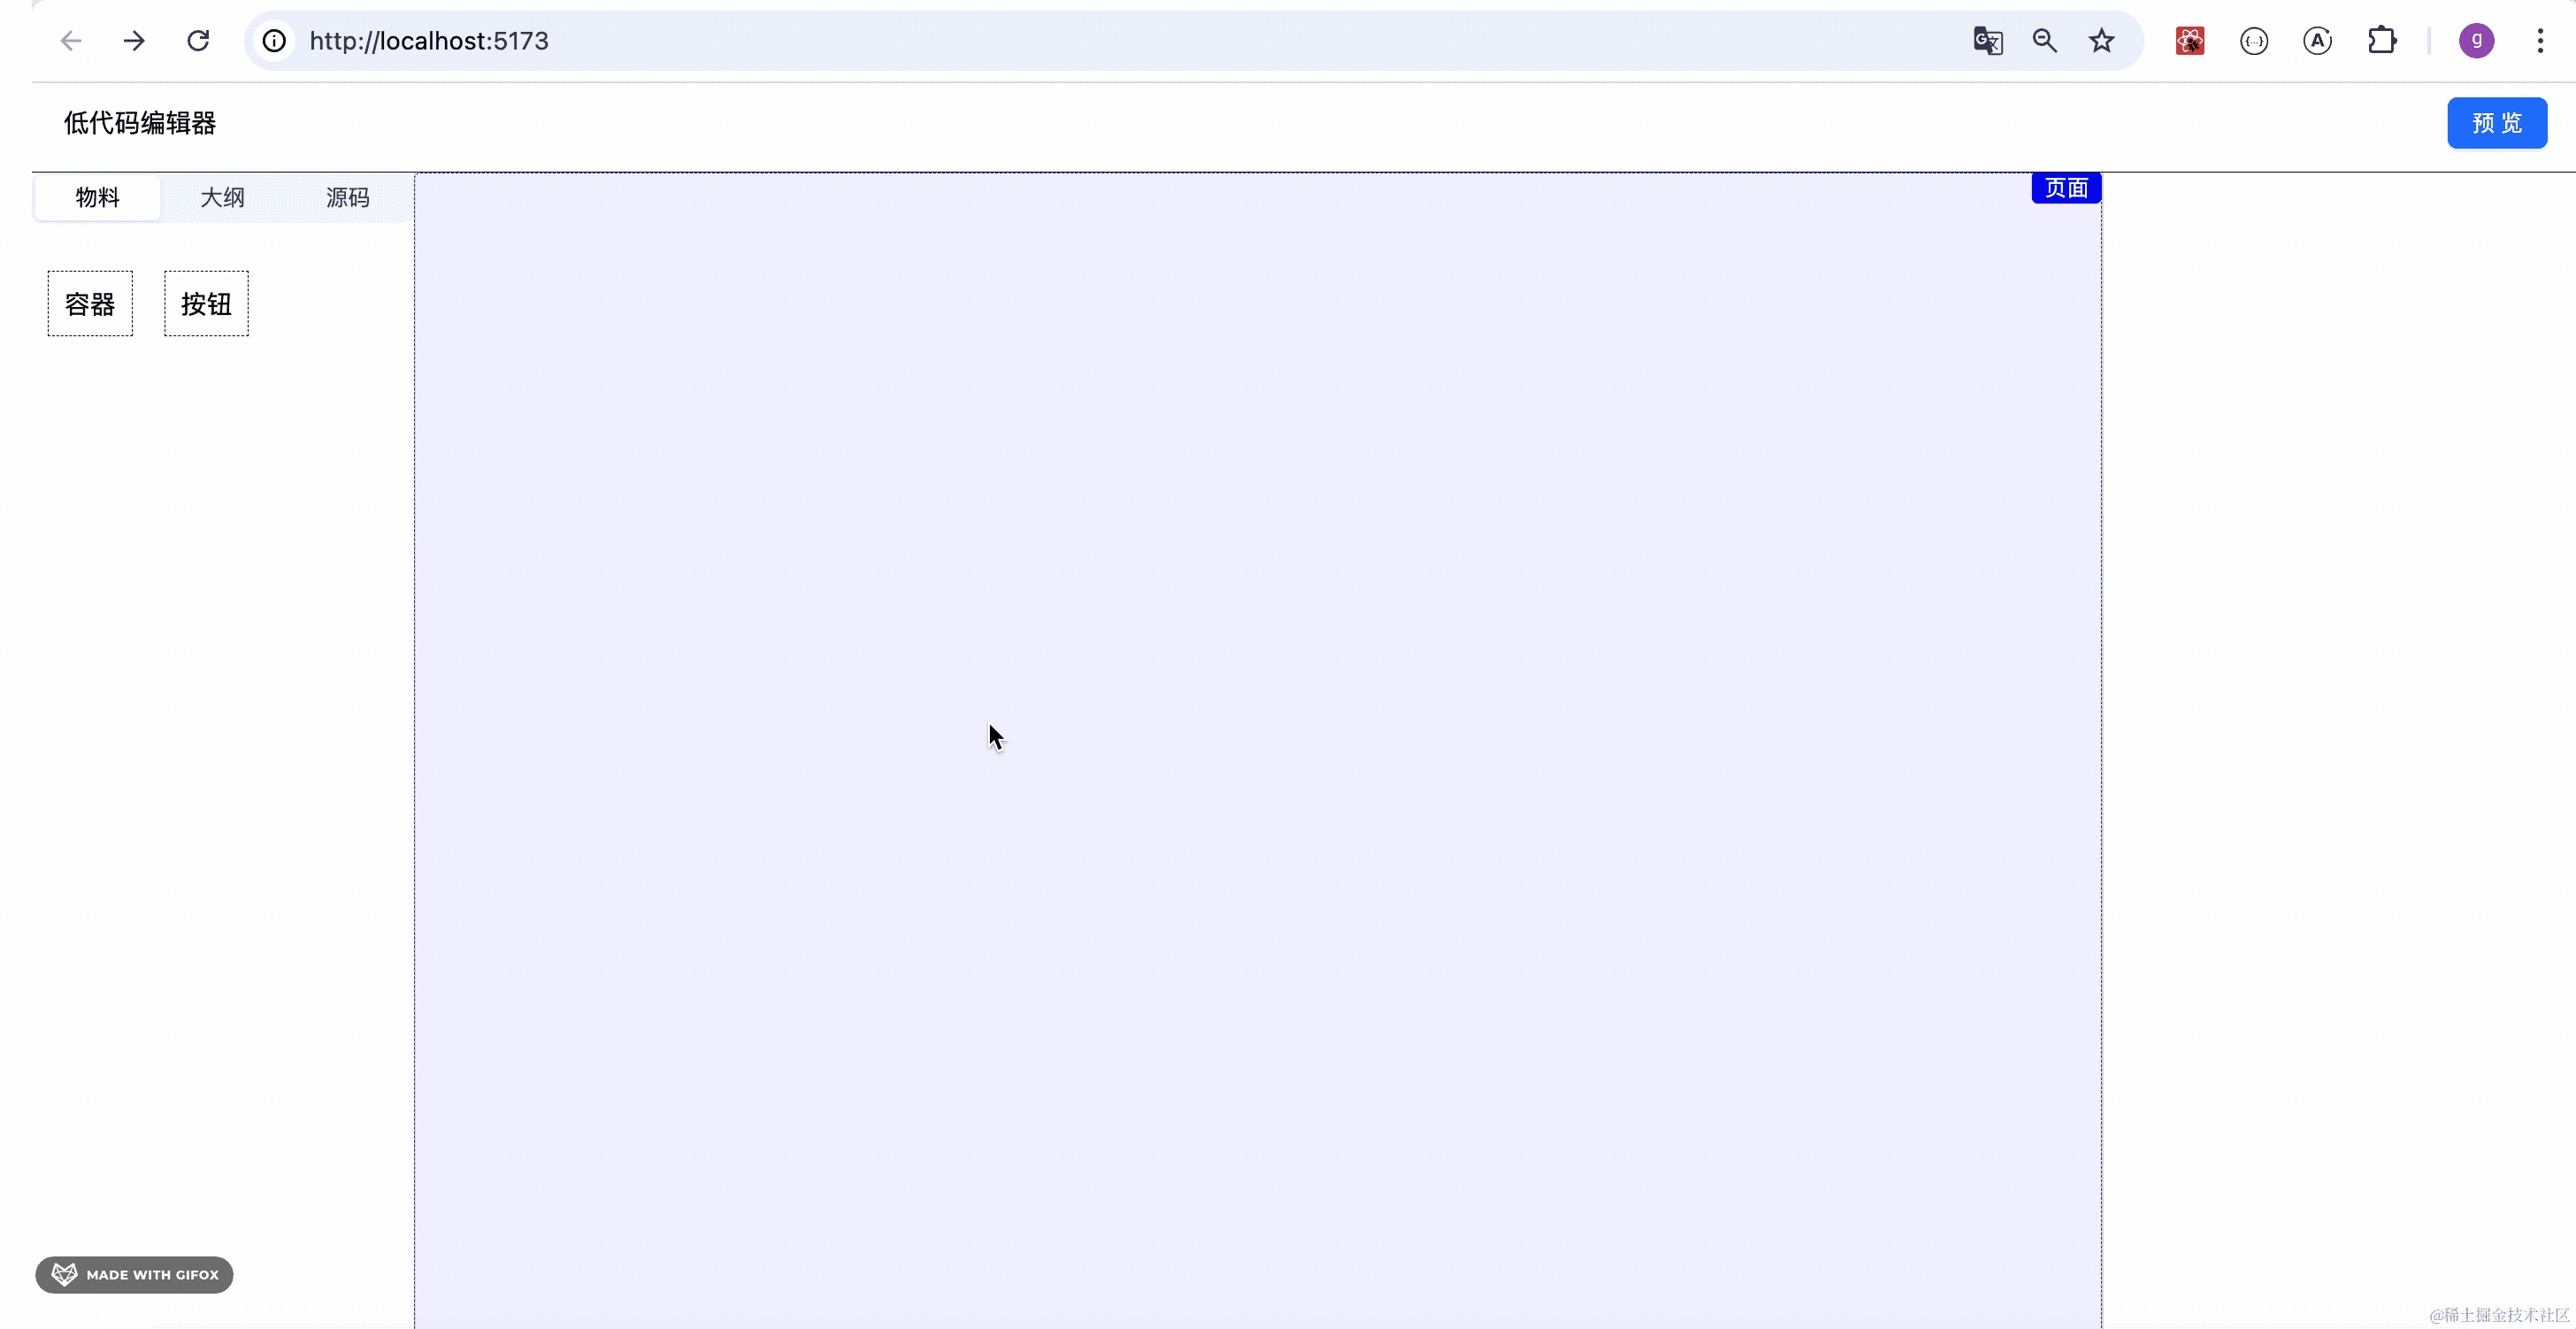 http://localhost:5173
g
低代码编辑器
预 览
物料 大纲 源码
页面
容器 按钮
MADE WITH GIFOX
@稀土掘金技术社区